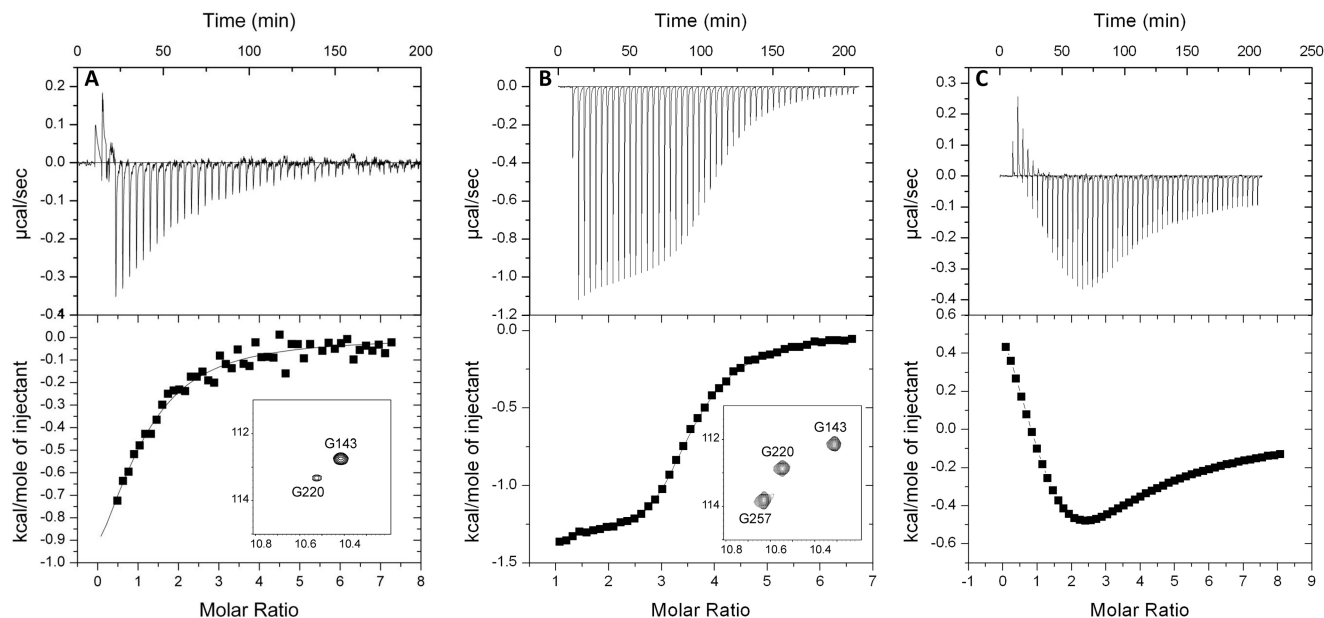 Time (min)
0 50 100 150 200
A
0.2
0.1
0.0
-0.1
-0.2
-0.3
-0.4
µcal/sec
0.0
-0.1
-0.2
-0.3
-0.4
-0.5
-0.6
-0.7
-0.8
-0.9
-1.0
kcal/mole of injectant
112
114
G143
G220
10.8 10.6 10.4
0 1 2 3 4 5 6 7 8
Molar Ratio
Time (min)
0 50 100 150 200
B
0.0
-0.2
-0.4
-0.6
-0.8
-1.0
-1.2
µcal/sec
0.0
-0.5
-1.0
-1.5
kcal/mole of injectant
112
114
G143
G220
G257
10.8 10.6 10.4
1 2 3 4 5 6 7
Molar Ratio
Time (min)
0 50 100 150 200 250
C
0.3
0.2
0.1
0.0
-0.1
-0.2
-0.3
-0.4
0.6
µcal/sec
0.4
0.2
0.0
-0.2
-0.4
-0.6
kcal/mole of injectant
-1 0 1 2 3 4 5 6 7 8 9
Molar Ratio